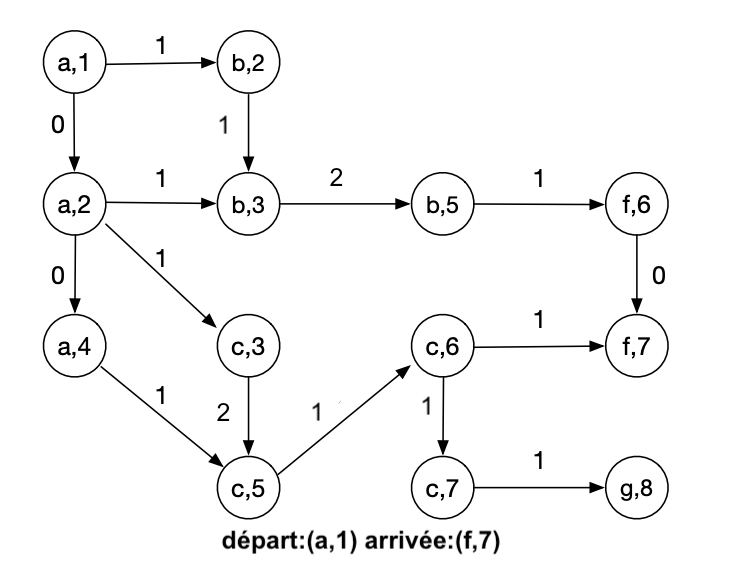 1
a,1 b,2
0 1
1 2 1
a,2 b,3 b,5 f,6
1
0 0
1
a,4 c,3 c,6 f,7
1 2 1 1
1
c,5 c,7 g,8
départ:(a,1) arrivée:(f,7)